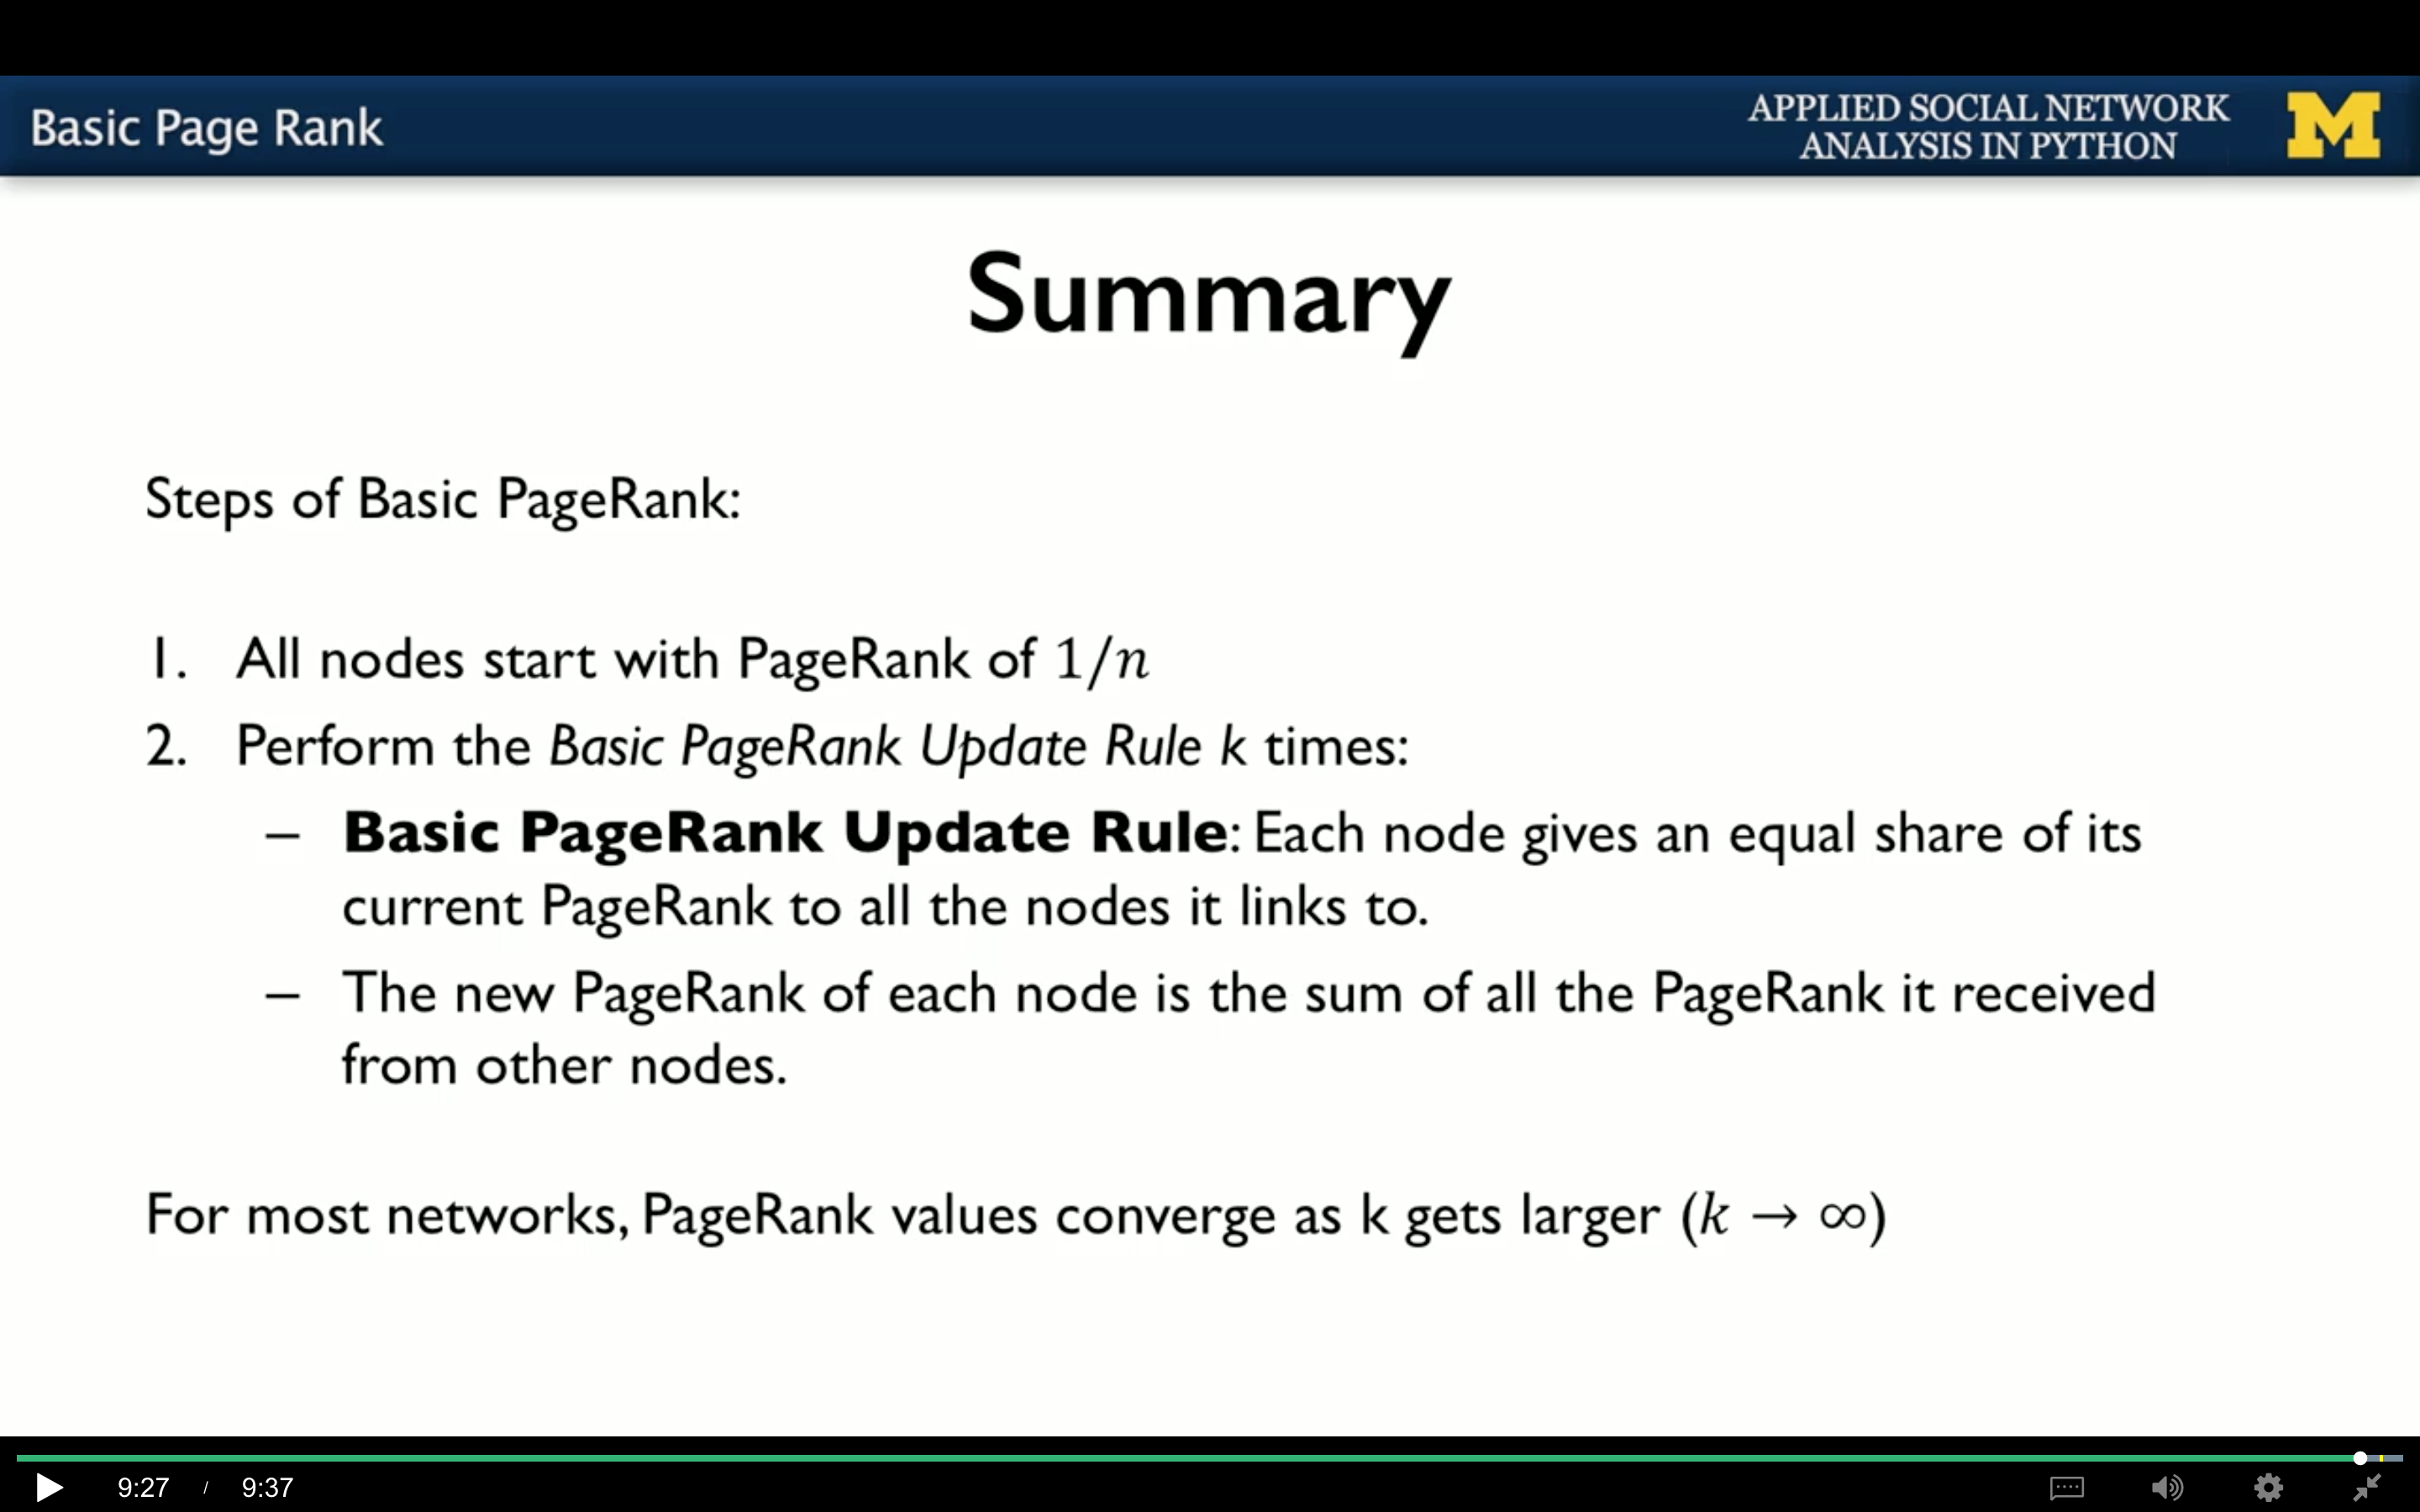 Basic Page Rank
APPLIED SOCIAL NETWORK
ANALYSIS IN PYTHON
M
Summary
Steps of Basic PageRank:
1. All nodes start with PageRank of 1/n
2. Perform the Basic PageRank Update Rule k times:
– Basic PageRank Update Rule: Each node gives an equal share of its
current PageRank to all the nodes it links to.
– The new PageRank of each node is the sum of all the PageRank it received
from other nodes.
For most networks, PageRank values converge as k gets larger (k → ∞)
9:27 / 9:37